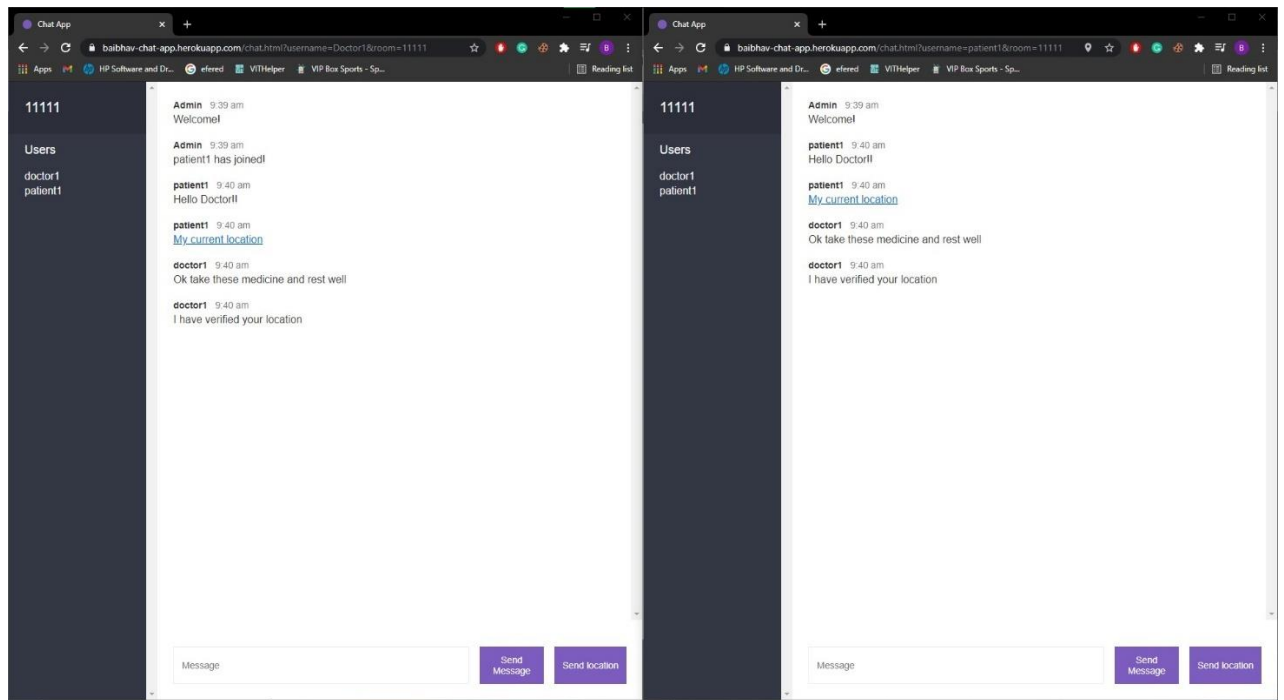 Chat App
baibhav-chat-app.herokuapp.com/chat.html?username=Doctor1&room=11111
B
Apps
HP Software and Dr...
efered
VITHelper
VIP Box Sports - Sp...
Reading list
11111
Users
doctor1
patient1
Admin 9:39 am
Welcome!
Admin 9:39 am
patient1 has joined!
patient1 9:40 am
Hello Doctor!!
patient1 9:40 am
My current location
doctor1 9:40 am
Ok take these medicine and rest well
doctor1 9:40 am
I have verified your location
Message
Send
Message
Send location
Chat App
baibhav-chat-app.herokuapp.com/chat.html?username=patient1&room=11111
B
Apps
HP Software and Dr...
efered
VITHelper
VIP Box Sports - Sp...
Reading list
11111
Users
doctor1
patient1
Admin 9:39 am
Welcome!
patient1 9:40 am
Hello Doctor!!
patient1 9:40 am
My current location
doctor1 9:40 am
Ok take these medicine and rest well
doctor1 9:40 am
I have verified your location
Message
Send
Message
Send location